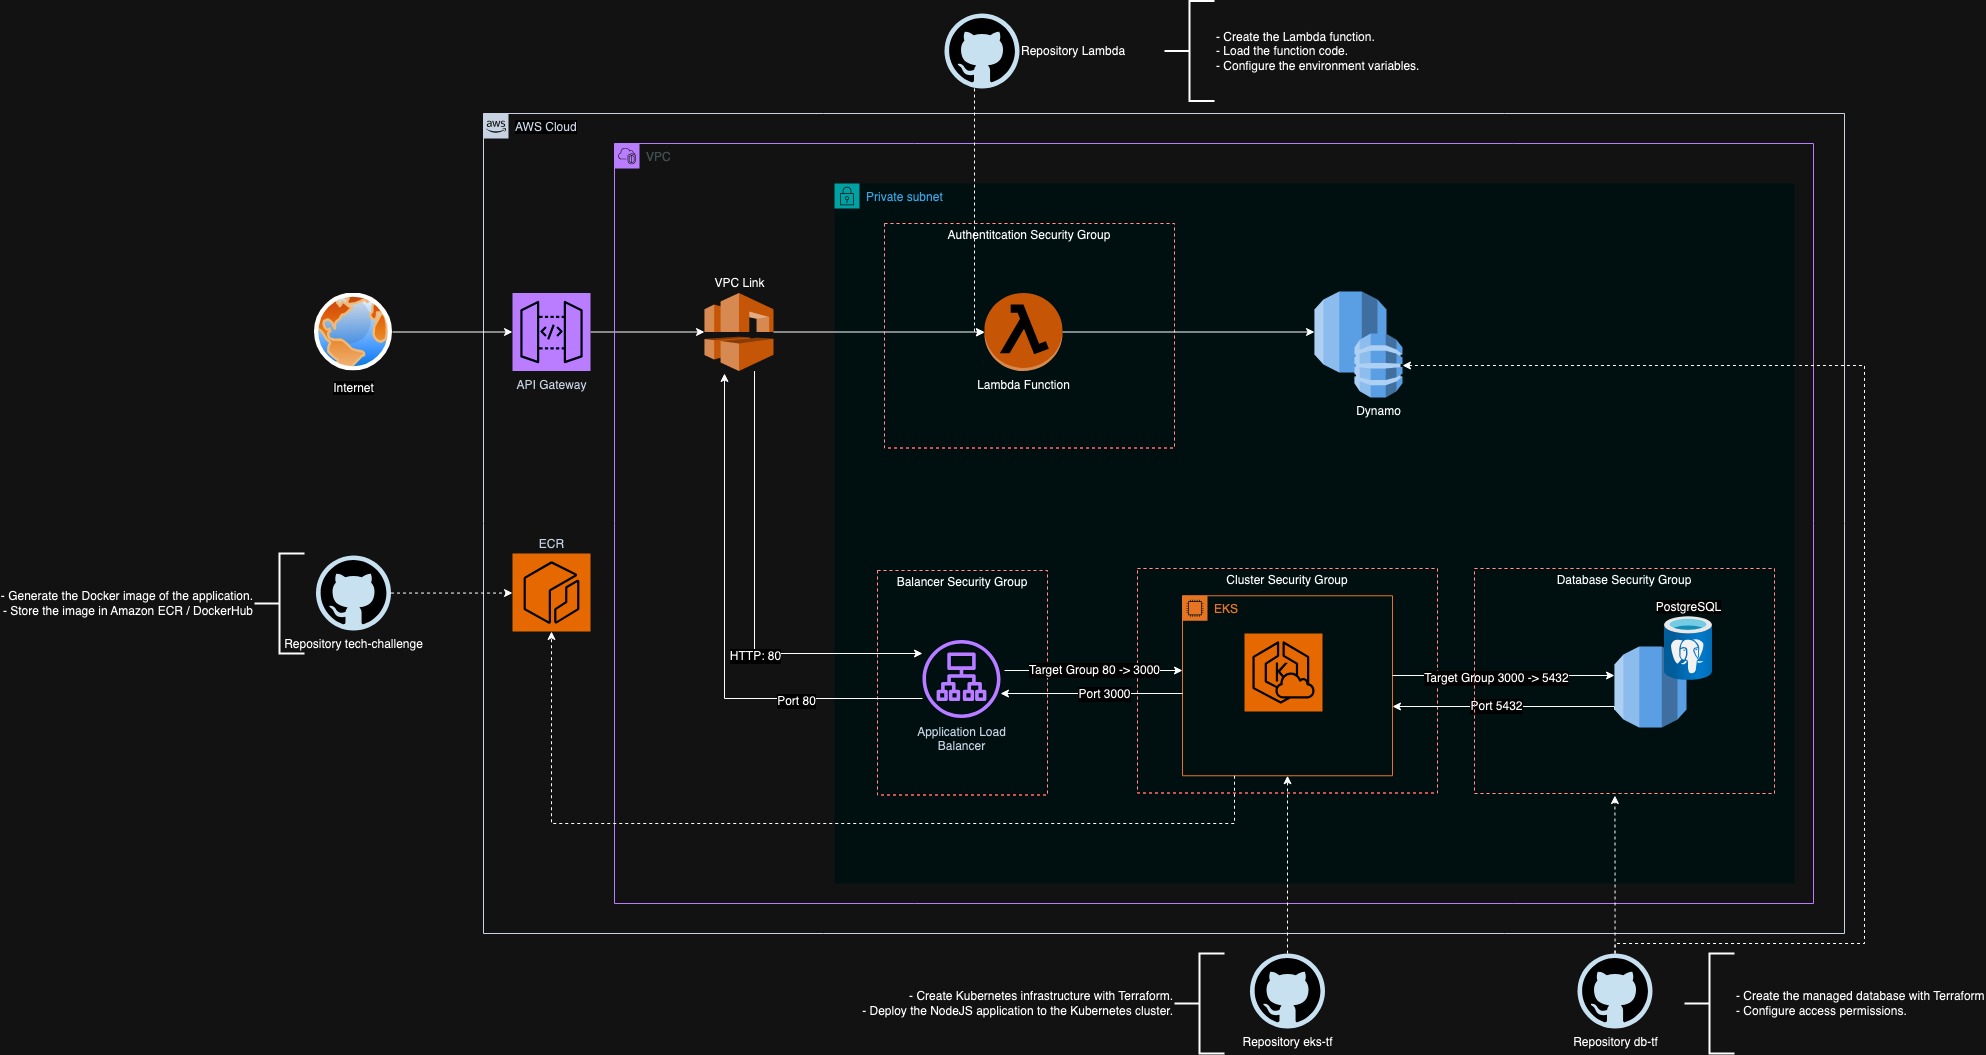 Repository Lambda
- Create the Lambda function.
- Load the function code.
- Configure the environment variables.
aws
AWS Cloud
VPC
Private subnet
Authentitcation Security Group
VPC Link
</>
Internet
API Gateway
Lambda Function
Dynamo
ECR
- Generate the Docker image of the application.
- Store the image in Amazon ECR / DockerHub
Repository tech-challenge
Balancer Security Group
Cluster Security Group
Database Security Group
EKS
PostgreSQL
K
HTTP: 80
Target Group 80 -> 3000
Target Group 3000 -> 5432
Port 80
Port 3000
Port 5432
Application Load
Balancer
- Create Kubernetes infrastructure with Terraform.
- Deploy the NodeJS application to the Kubernetes cluster.
Repository eks-tf
Repository db-tf
- Create the managed database with Terraform
- Configure access permissions.